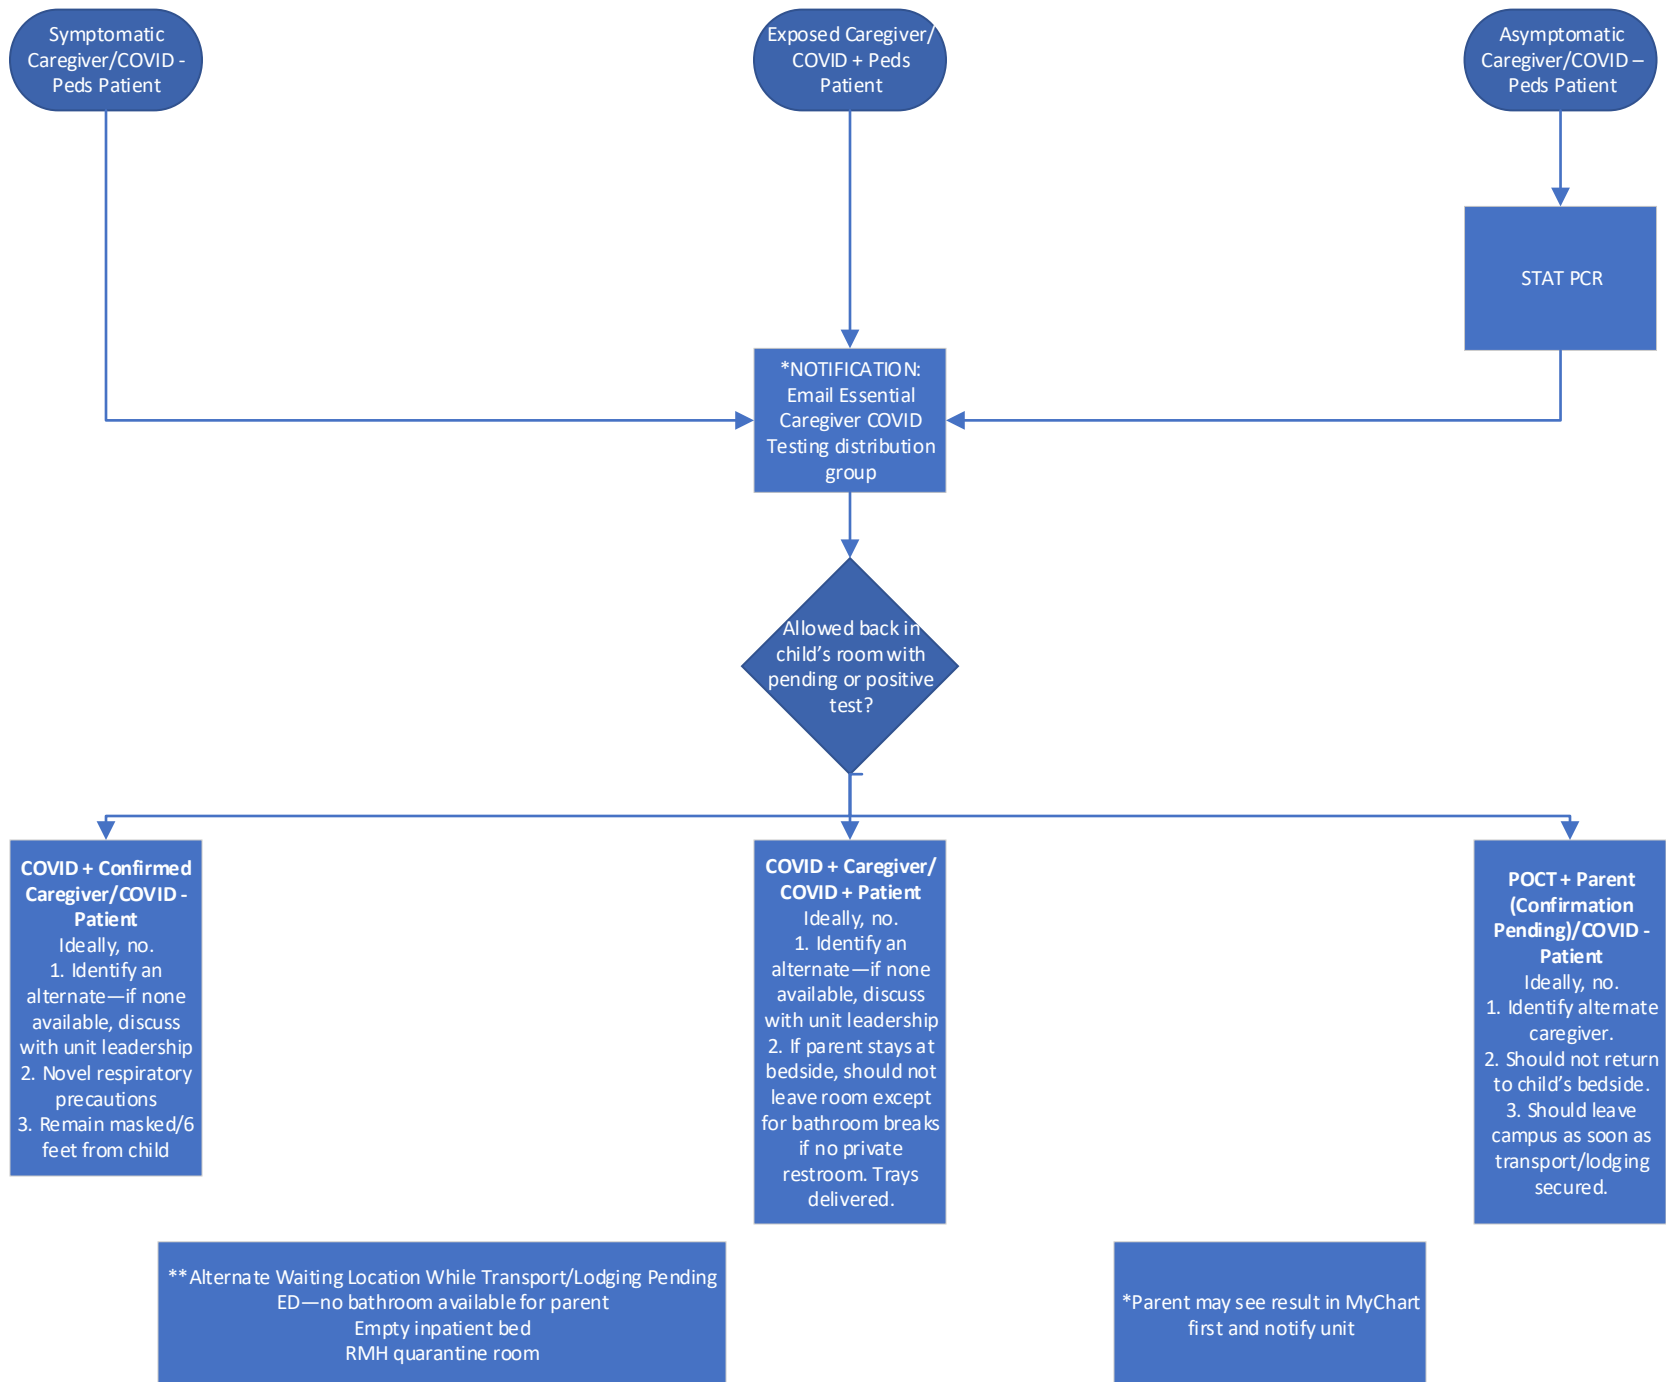 Symptomatic
Caregiver/COVID -
Peds Patient
Exposed Caregiver/
COVID + Peds
Patient
Asymptomatic
Caregiver/COVID –
Peds Patient
STAT PCR
*NOTIFICATION:
Email Essential
Caregiver COVID
Testing distribution
group
Allowed back in
child’s room with
pending or positive
test?
COVID + Confirmed
Caregiver/COVID -
Patient
Ideally, no.
1. Identify an
alternate—if none
available, discuss
with unit leadership
2. Novel respiratory
precautions
3. Remain masked/6
feet from child
COVID + Caregiver/
COVID + Patient
Ideally, no.
1. Identify an
alternate—if none
available, discuss
with unit leadership
2. If parent stays at
bedside, should not
leave room except
for bathroom breaks
if no private
restroom. Trays
delivered.
POCT + Parent
(Confirmation
Pending)/COVID -
Patient
Ideally, no.
1. Identify alternate
caregiver.
2. Should not return
to child’s bedside.
3. Should leave
campus as soon as
transport/lodging
secured.
**Alternate Waiting Location While Transport/Lodging Pending
ED—no bathroom available for parent
Empty inpatient bed
RMH quarantine room
*Parent may see result in MyChart
first and notify unit